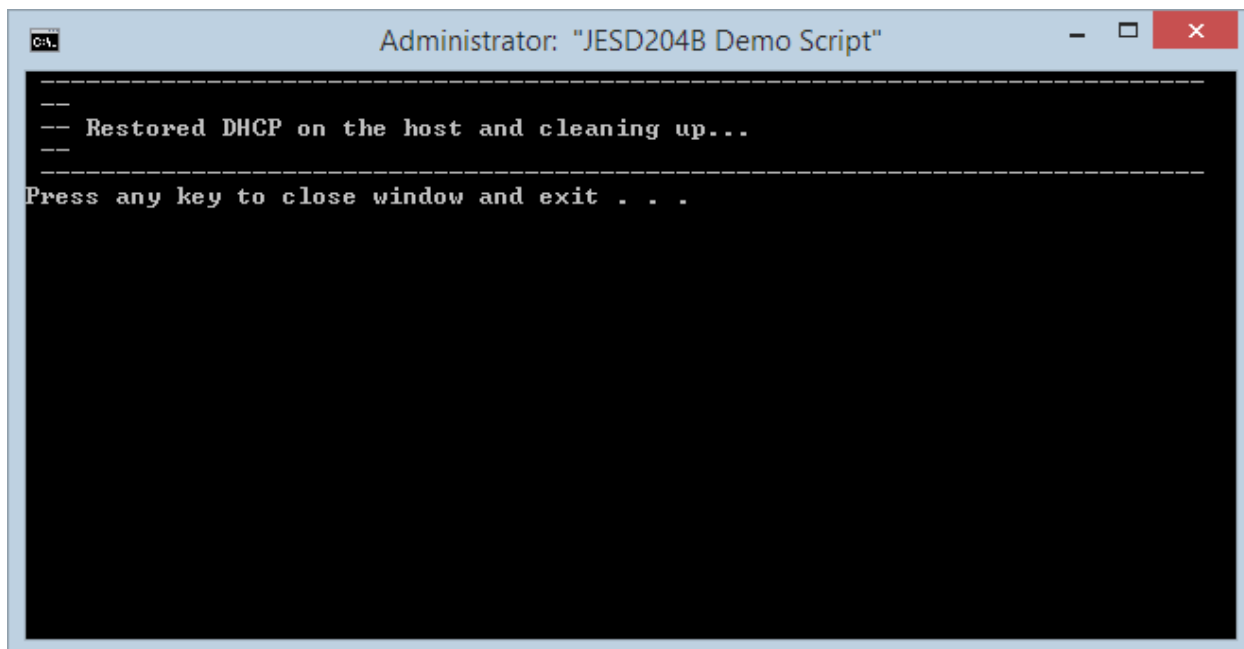 Administrator: "JESD204B Demo Script"
------------------------------------------------------------------------------
--
-- Restored DHCP on the host and cleaning up...
--
------------------------------------------------------------------------------
Press any key to close window and exit . . .